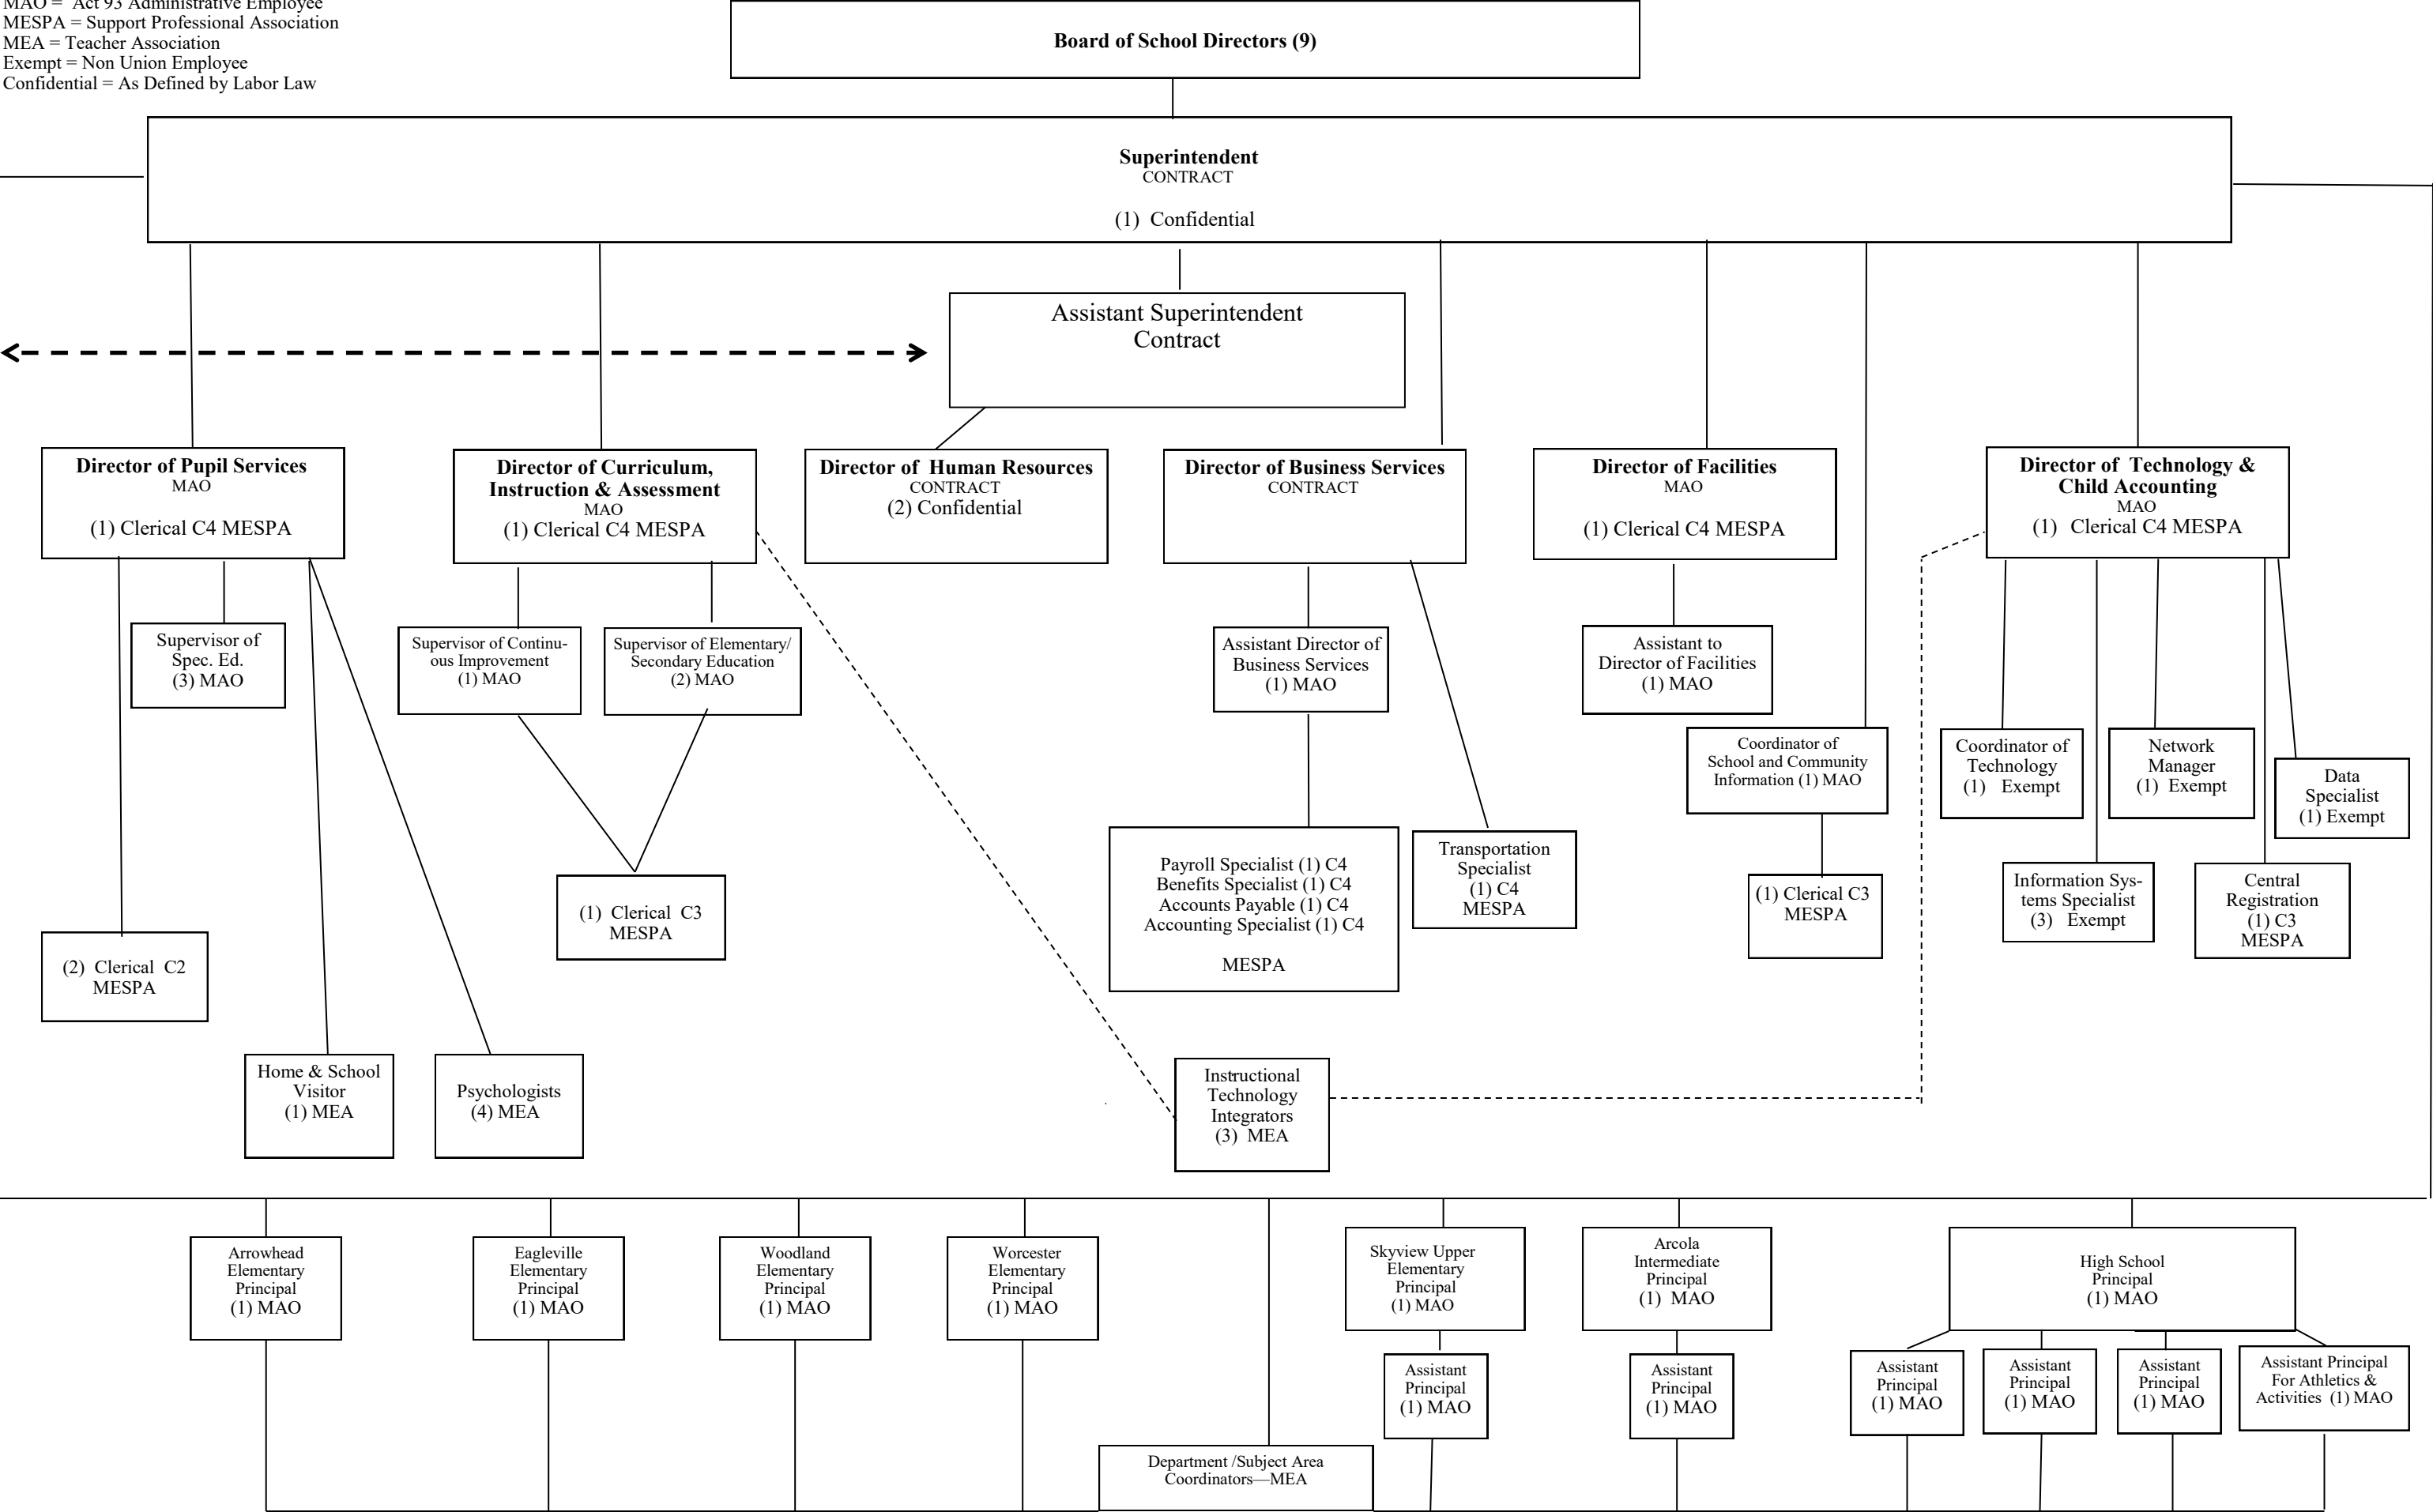 MAO = Act 93 Administrative Employee
MESPA = Support Professional Association
MEA = Teacher Association
Exempt = Non Union Employee
Confidential = As Defined by Labor Law
Board of School Directors (9)
Superintendent
CONTRACT
(1) Confidential
Assistant Superintendent
Contract
Director of Pupil Services
MAO
(1) Clerical C4 MESPA
Director of Curriculum,
Instruction & Assessment
MAO
(1) Clerical C4 MESPA
Director of Human Resources
CONTRACT
(2) Confidential
Director of Business Services
CONTRACT
Director of Facilities
MAO
(1) Clerical C4 MESPA
Director of Technology &
Child Accounting
MAO
(1) Clerical C4 MESPA
Supervisor of
Spec. Ed.
(3) MAO
Supervisor of Continu-
ous Improvement
(1) MAO
Supervisor of Elementary/
Secondary Education
(2) MAO
Assistant Director of
Business Services
(1) MAO
Assistant to
Director of Facilities
(1) MAO
Coordinator of
School and Community
Information (1) MAO
Coordinator of
Technology
(1) Exempt
Network
Manager
(1) Exempt
Data
Specialist
(1) Exempt
Payroll Specialist (1) C4
Benefits Specialist (1) C4
Accounts Payable (1) C4
Accounting Specialist (1) C4
MESPA
Transportation
Specialist
(1) C4
MESPA
(1) Clerical C3
MESPA
(1) Clerical C3
MESPA
Information Sys-
tems Specialist
(3) Exempt
Central
Registration
(1) C3
MESPA
(2) Clerical C2
MESPA
Home & School
Visitor
(1) MEA
Psychologists
(4) MEA
Instructional
Technology
Integrators
(3) MEA
Arrowhead
Elementary
Principal
(1) MAO
Eagleville
Elementary
Principal
(1) MAO
Woodland
Elementary
Principal
(1) MAO
Worcester
Elementary
Principal
(1) MAO
Skyview Upper
Elementary
Principal
(1) MAO
Arcola
Intermediate
Principal
(1) MAO
High School
Principal
(1) MAO
Assistant
Principal
(1) MAO
Assistant
Principal
(1) MAO
Assistant
Principal
(1) MAO
Assistant
Principal
(1) MAO
Assistant
Principal
(1) MAO
Assistant Principal
For Athletics &
Activities (1) MAO
Department /Subject Area
Coordinators—MEA